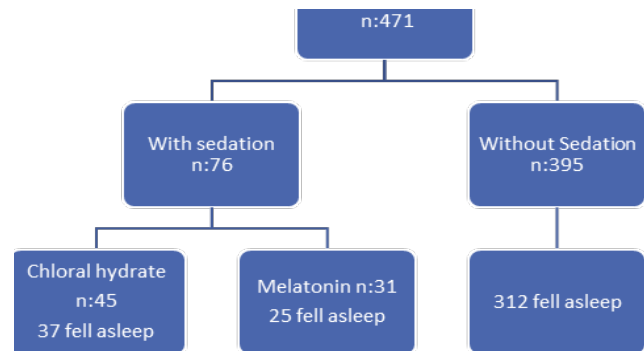 n:471
With sedation
n:76
Without Sedation
n:395
Chloral hydrate
n:45
37 fell asleep
Melatonin n:31
25 fell asleep
312 fell asleep